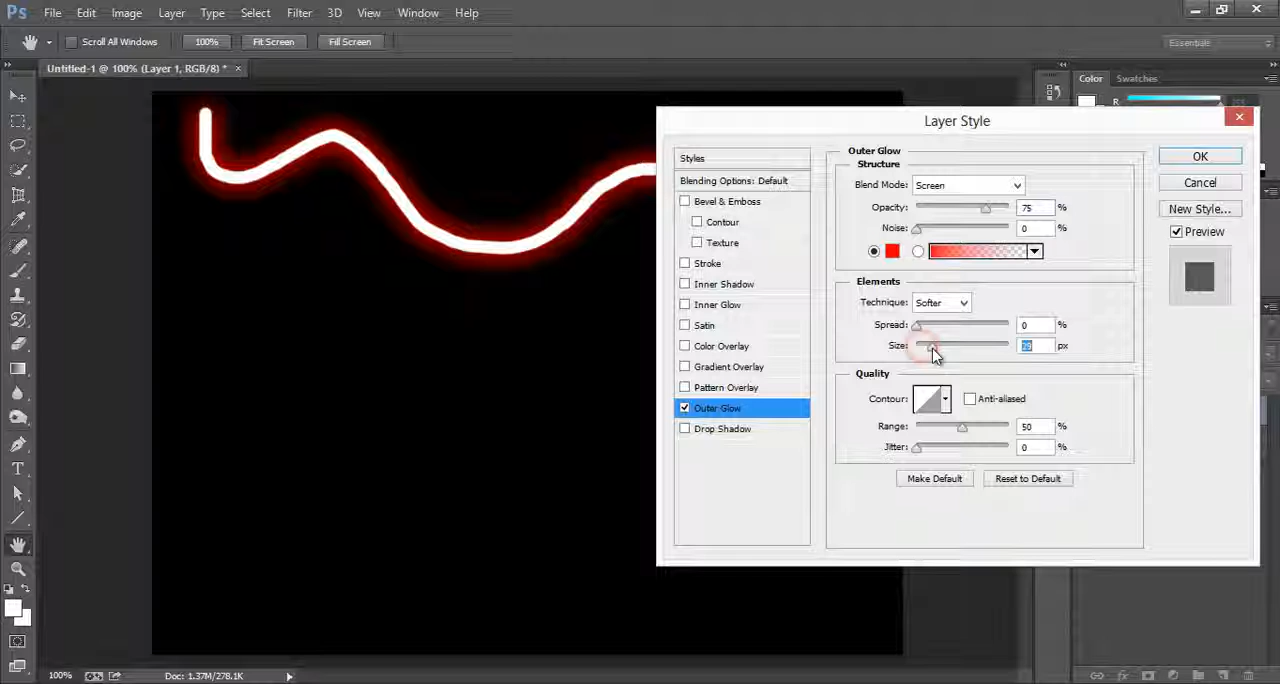 Ps File Edit Image Layer Type Select Filter 3D View Window Help
Scroll All Windows 100% Fit Screen Fill Screen Essentials
Untitled-1 @ 100% (Layer 1, RGB/8) * ×
Color Swatches
R
Layer Style
Styles
Blending Options: Default
Bevel & Emboss
Contour
Texture
Stroke
Inner Shadow
Inner Glow
Satin
Color Overlay
Gradient Overlay
Pattern Overlay
Outer Glow
Drop Shadow
Outer Glow
Structure
Blend Mode: Screen
Opacity: 75 %
Noise: 0 %
Elements
Technique: Softer
Spread: 0 %
Size: px
Quality
Contour: Anti-aliased
Range: 50 %
Jitter: 0 %
Make Default Reset to Default
OK
Cancel
New Style...
Preview
100% Doc: 1.37M/278.1K